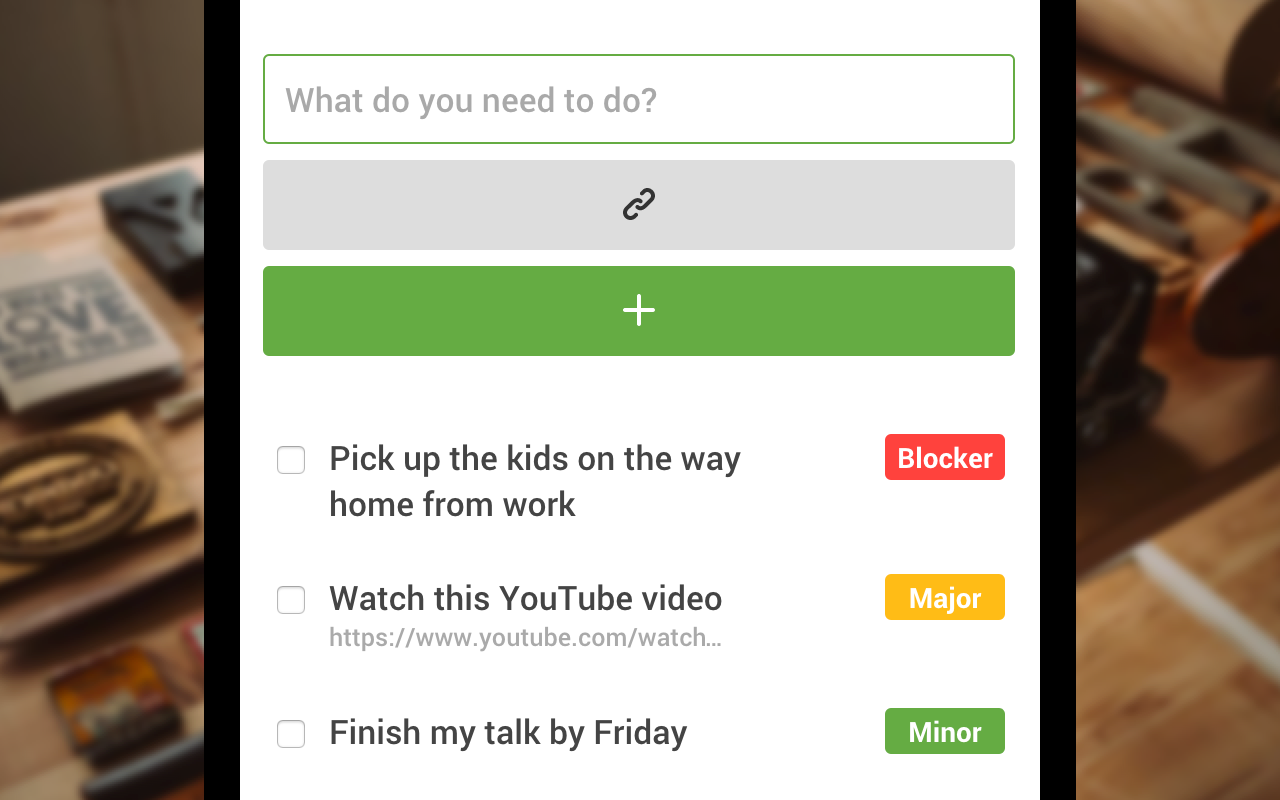 What do you need to do?
Pick up the kids on the way
home from work
Blocker
Watch this YouTube video
https://www.youtube.com/watch…
Major
Finish my talk by Friday
Minor
LOVE